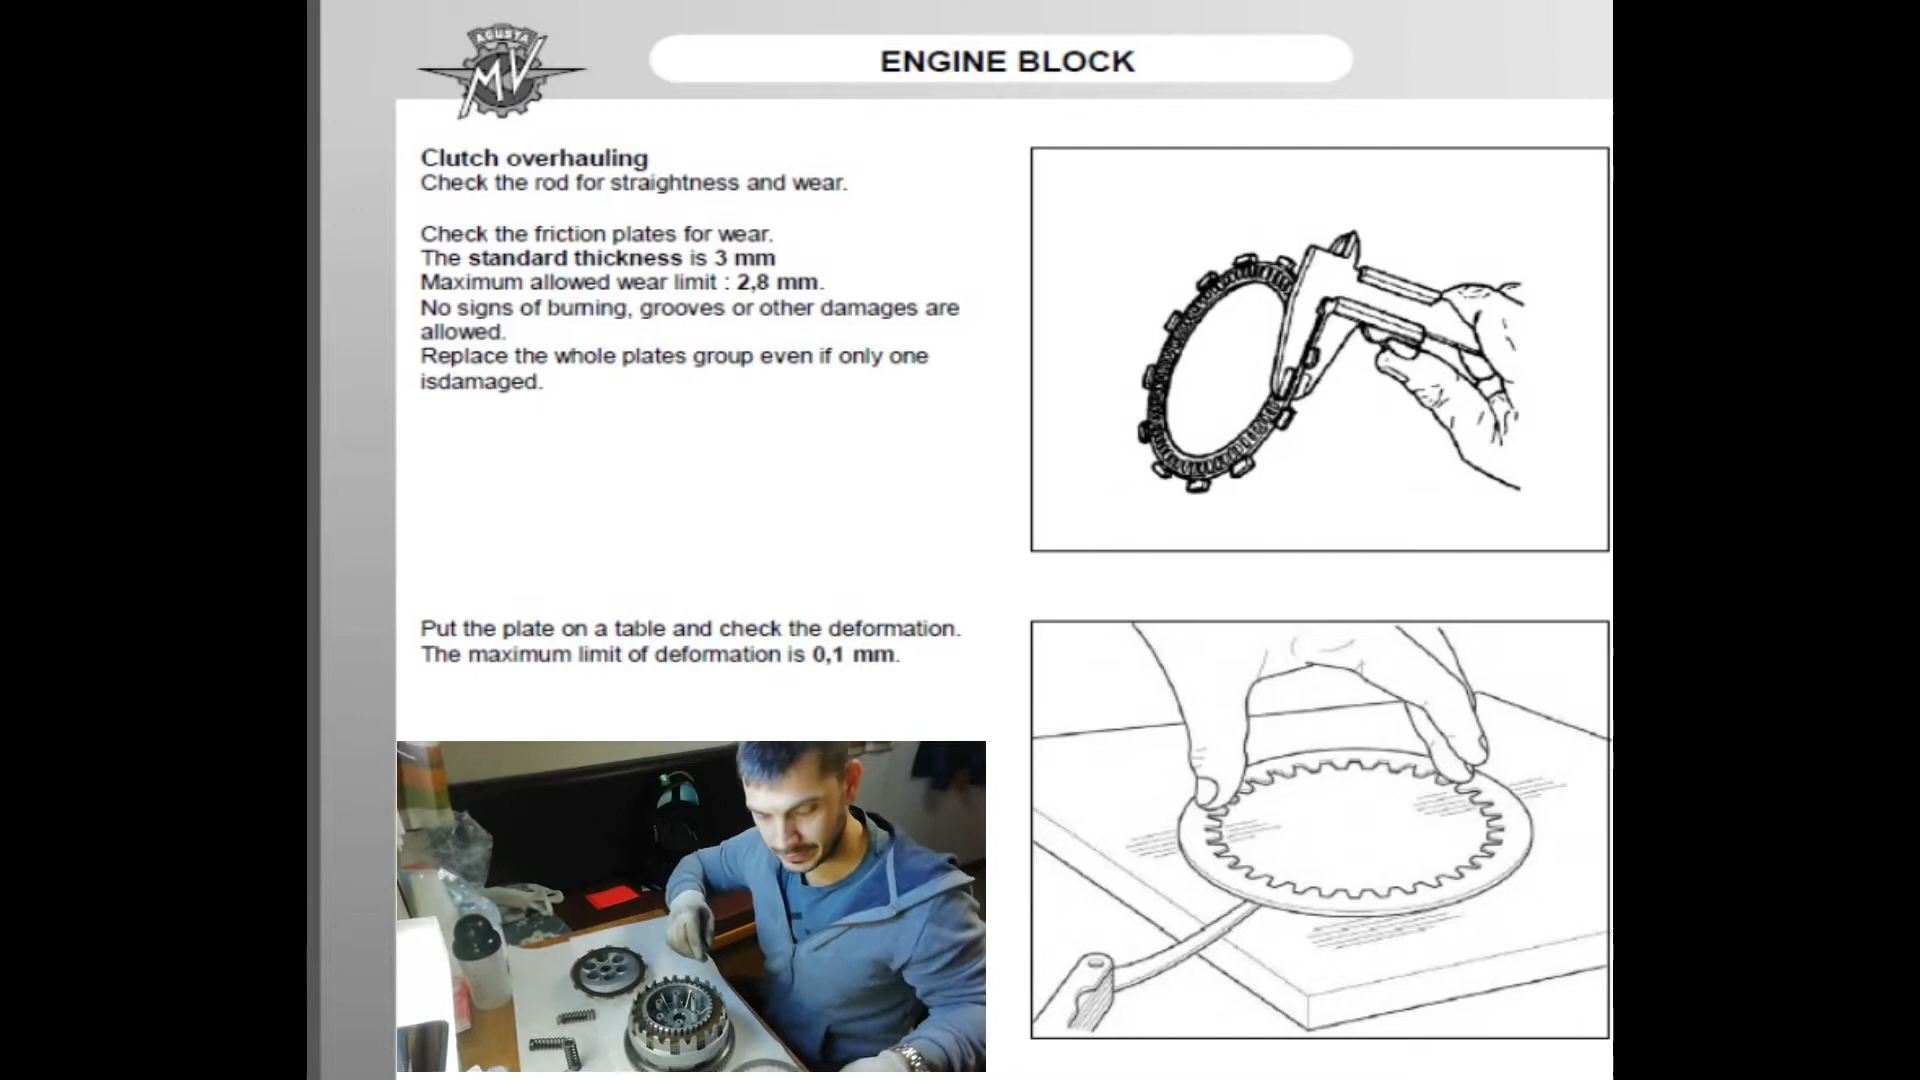 AGUSTA
MV
ENGINE BLOCK
Clutch overhauling
Check the rod for straightness and wear.
Check the friction plates for wear.
The standard thickness is 3 mm
Maximum allowed wear limit : 2,8 mm.
No signs of burning, grooves or other damages are
allowed.
Replace the whole plates group even if only one
isdamaged.
Put the plate on a table and check the deformation.
The maximum limit of deformation is 0,1 mm.